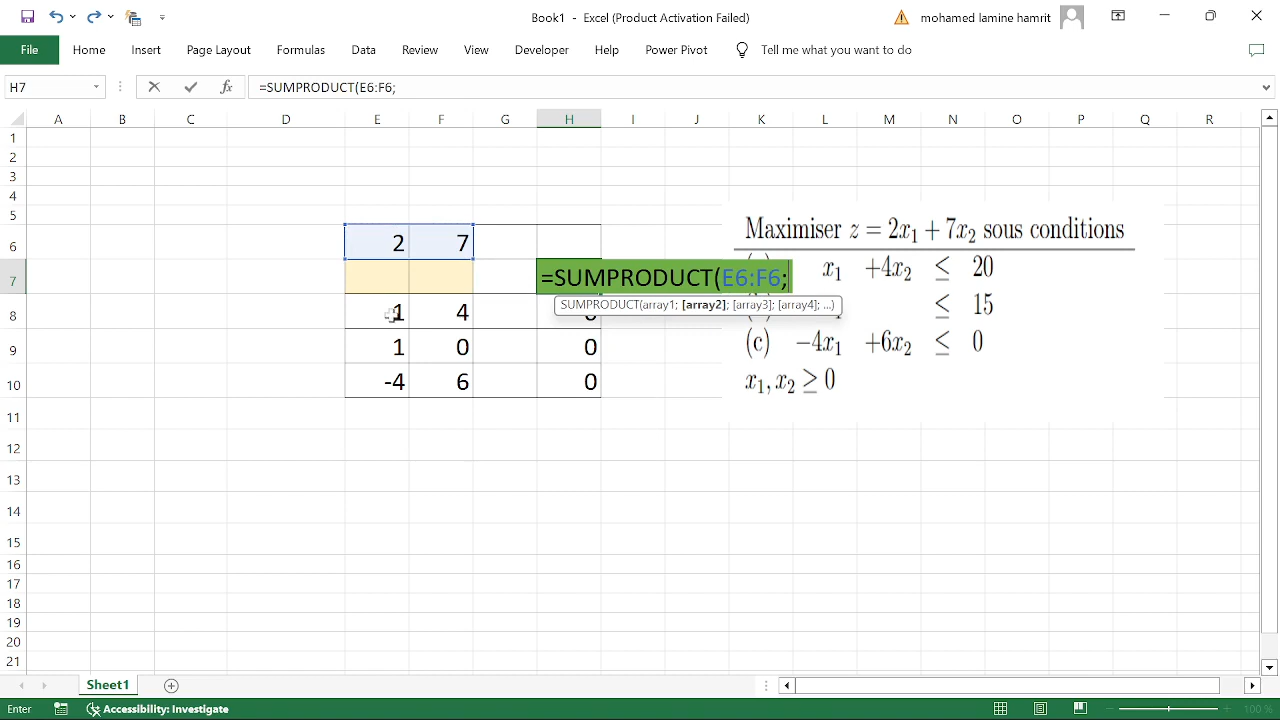 Book1 - Excel (Product Activation Failed)
mohamed lamine hamrit
File Home Insert Page Layout Formulas Data Review View Developer Help Power Pivot Tell me what you want to do
H7 fx =SUMPRODUCT(E6:F6;
A B C D E F G H I J K L M N O P Q R
1
2
3
4
5
6 2 7
7 =SUMPRODUCT(E6:F6;
SUMPRODUCT(array1; [array2]; [array3]; [array4]; ...)
8 1 4
9 1 0 0
10 -4 6 0
11
12
13
14
15
16
17
18
19
20
21
Maximiser z = 2x₁ + 7x₂ sous conditions
x₁ +4x₂ ≤ 20
≤ 15
(c) −4x₁ +6x₂ ≤ 0
x₁, x₂ ≥ 0
Sheet1
Enter Accessibility: Investigate 100 %